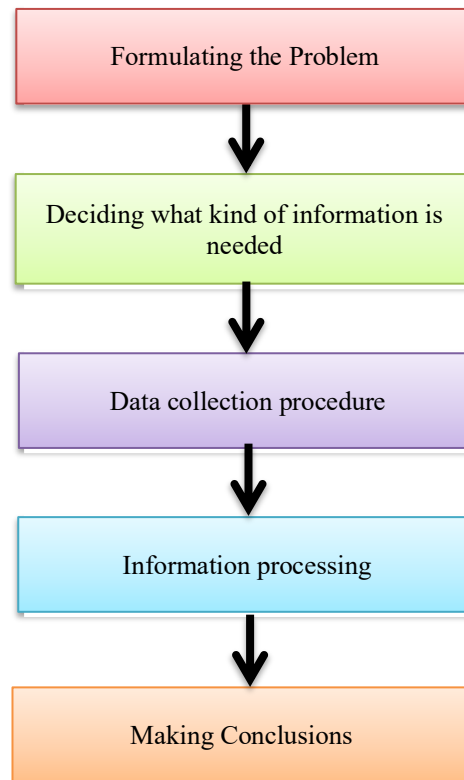 Formulating the Problem
Deciding what kind of information is
needed
Data collection procedure
Information processing
Making Conclusions